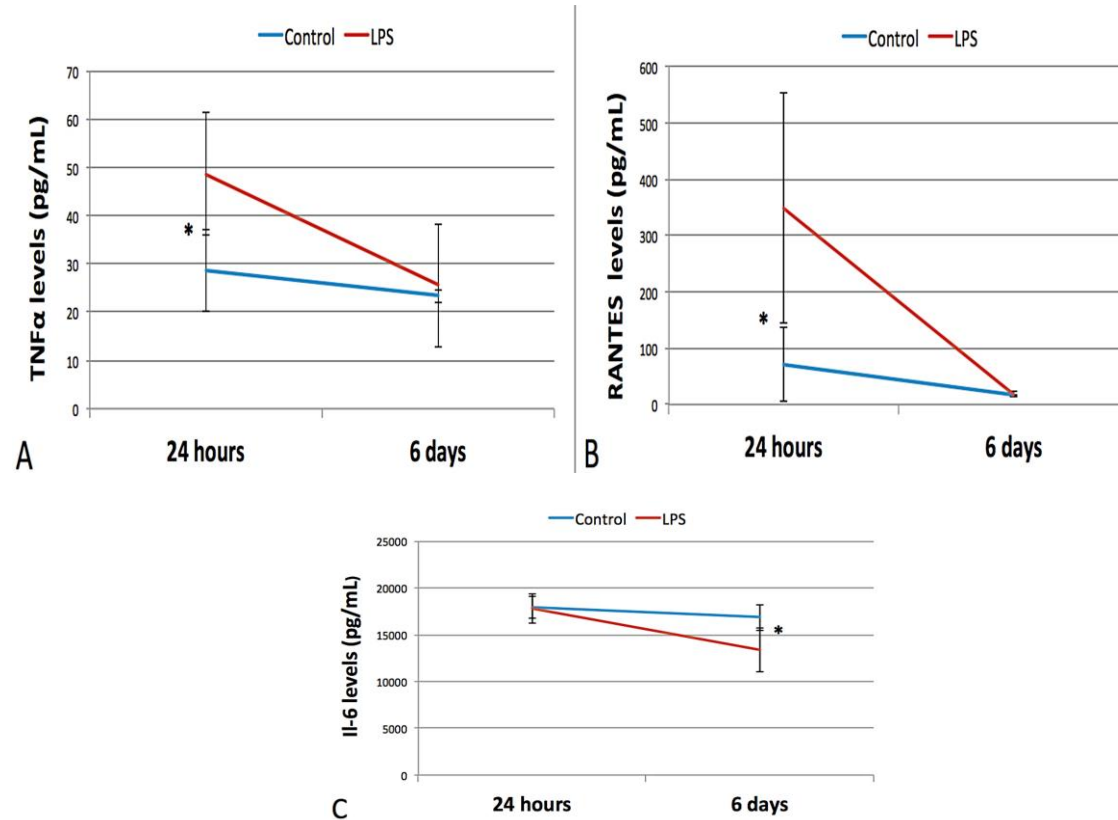 Control LPS
TNFα levels (pg/mL)
70
60
50
40
30
20
10
0
*
24 hours 6 days
A
Control LPS
RANTES levels (pg/mL)
600
500
400
300
200
100
0
*
24 hours 6 days
B
Control LPS
Il-6 levels (pg/mL)
25000
20000
15000
10000
5000
0
*
24 hours 6 days
C